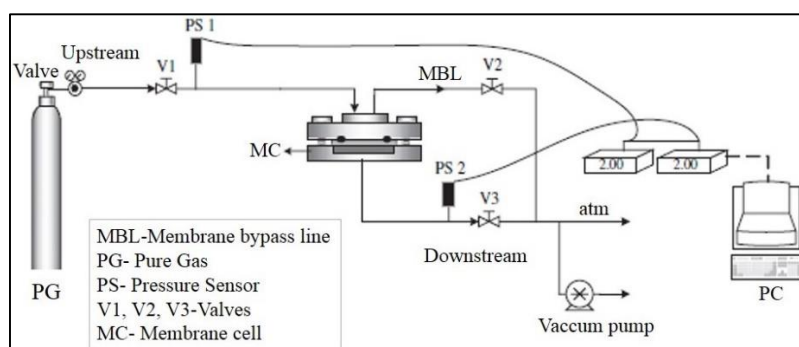 PS 1
Upstream
Valve
V1
MBL
V2
MC
PS 2
2.00
2.00
V3
atm
Downstream
MBL-Membrane bypass line
PG- Pure Gas
PS- Pressure Sensor
V1, V2, V3-Valves
MC- Membrane cell
PG
Vaccum pump
PC